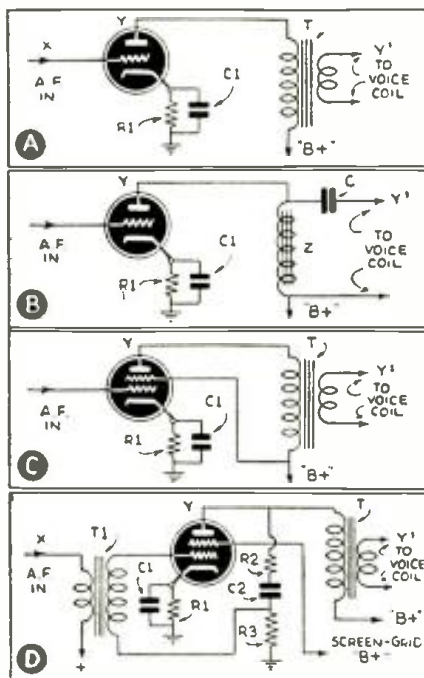 X
A.F.
IN
Y
R1
C1
T
Y'
TO
VOICE
COIL
"B+"
A
A.F.
IN
Y
R1
C1
C
Z
Y'
TO
VOICE
COIL
"B+"
B
A.F.
IN
Y
R1
C1
T
Y'
TO
VOICE
COIL
"B+"
C
X
A.F.
IN
+
T1
C1
R1
Y
R2
C2
R3
T
Y'
TO
VOICE
COIL
"B+"
SCREEN-GRID
"B+"
D